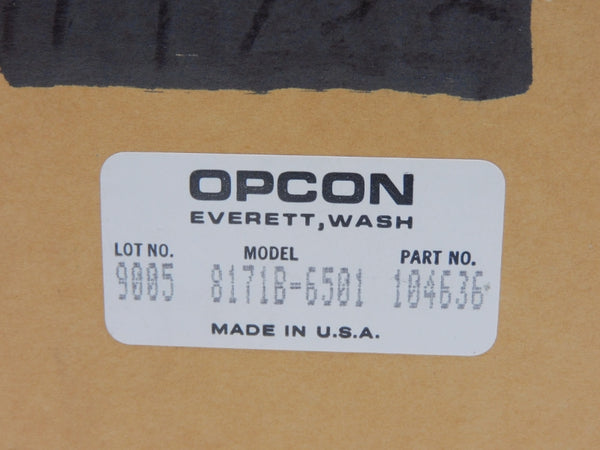 OPCON
EVERETT, WASH
LOT NO. MODEL PART NO.
9005 8171B-6501 104636
MADE IN U.S.A.